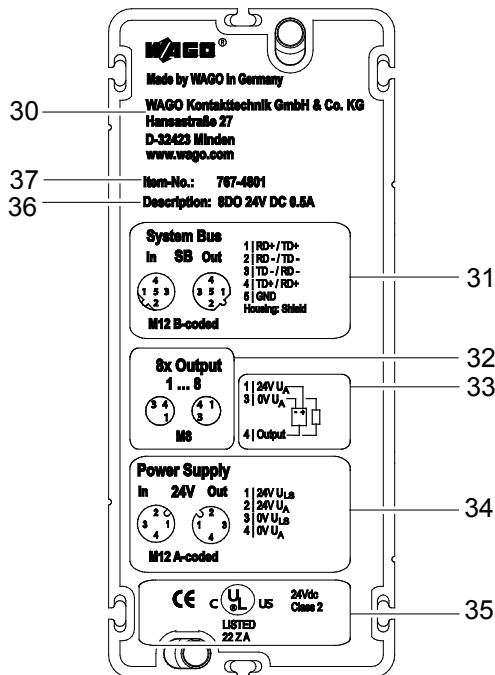 WAGO®
Made by WAGO in Germany
30
WAGO Kontakttechnik GmbH & Co. KG
Hansastraße 27
D-32423 Minden
www.wago.com
37
Item-No.: 767-4801
36
Description: 8DO 24V DC 0.5A
System Bus
In SB Out
4
1 5 3
2
4
3 5 1
2
M12 B-coded
1 | RD+ / TD+
2 | RD - / TD -
3 | TD - / RD -
4 | TD+ / RD+
5 | GND
Housing: Shield
31
8x Output
1 ... 8
3 4
1
4 1
3
M8
32
1 | 24V UA
3 | 0V UA
- +
4 | Output
33
Power Supply
In 24V Out
2
3 1
4
2
1 3
4
M12 A-coded
1 | 24V ULS
2 | 24V UA
3 | 0V ULS
4 | 0V UA
34
CE
C UL ® US
LISTED
22 Z A
24Vdc
Class 2
35